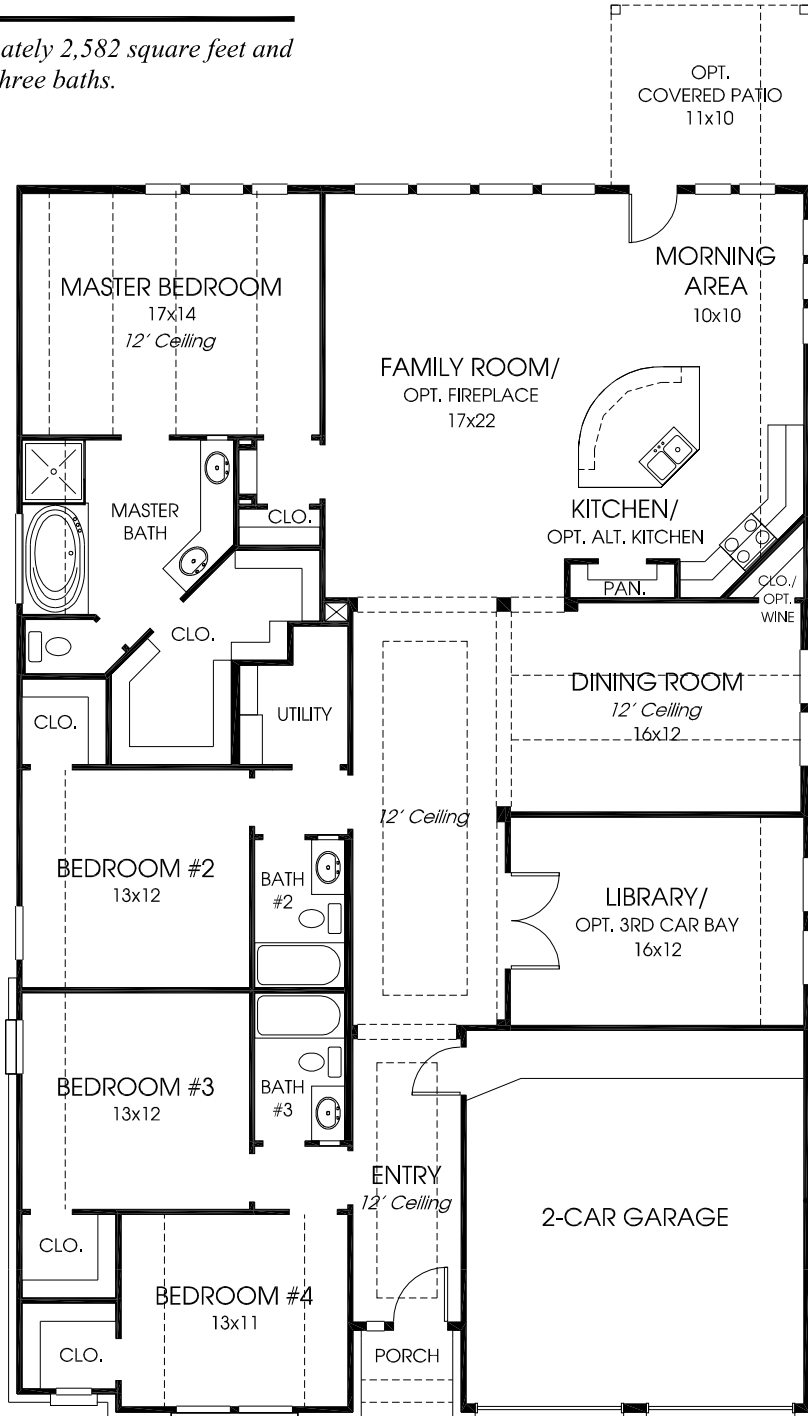 ately 2,582 square feet and
hree baths.
OPT.
COVERED PATIO
11x10
MASTER BEDROOM
17x14
12' Ceiling
MORNING
AREA
10x10
FAMILY ROOM/
OPT. FIREPLACE
17x22
MASTER
BATH
CLO.
KITCHEN/
OPT. ALT. KITCHEN
PAN.
CLO./
OPT.
WINE
CLO.
CLO.
UTILITY
DINING ROOM
12' Ceiling
16x12
12' Ceiling
BEDROOM #2
13x12
BATH
#2
LIBRARY/
OPT. 3RD CAR BAY
16x12
BEDROOM #3
13x12
BATH
#3
ENTRY
12' Ceiling
2-CAR GARAGE
CLO.
BEDROOM #4
13x11
CLO.
PORCH